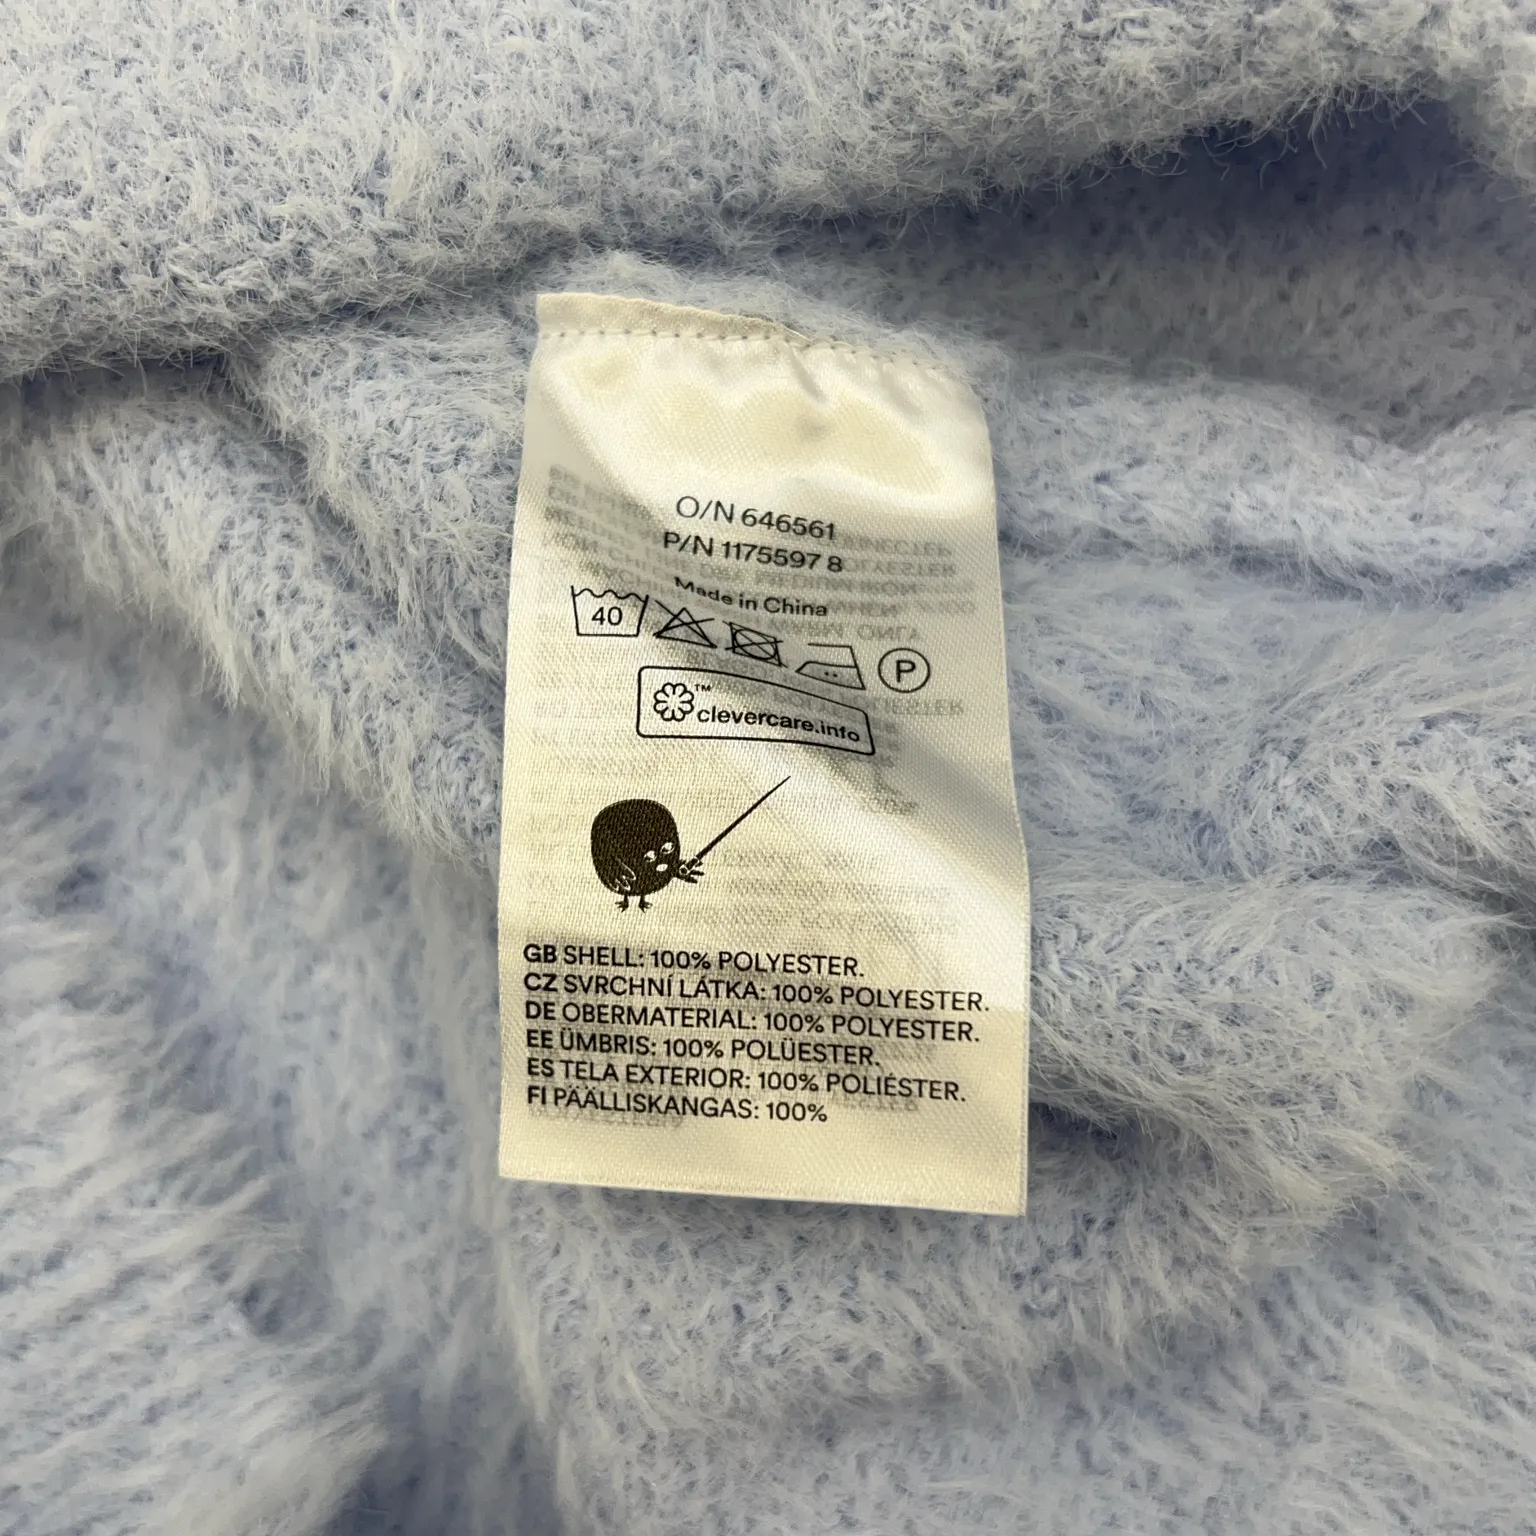 O/N 646561
P/N 1175597 8
Made in China
40
P
™
clevercare.info
GB SHELL: 100% POLYESTER.
CZ SVRCHNÍ LÁTKA: 100% POLYESTER.
DE OBERMATERIAL: 100% POLYESTER.
EE ÜMBRIS: 100% POLÜESTER.
ES TELA EXTERIOR: 100% POLIÉSTER.
FI PÄÄLLISKANGAS: 100%